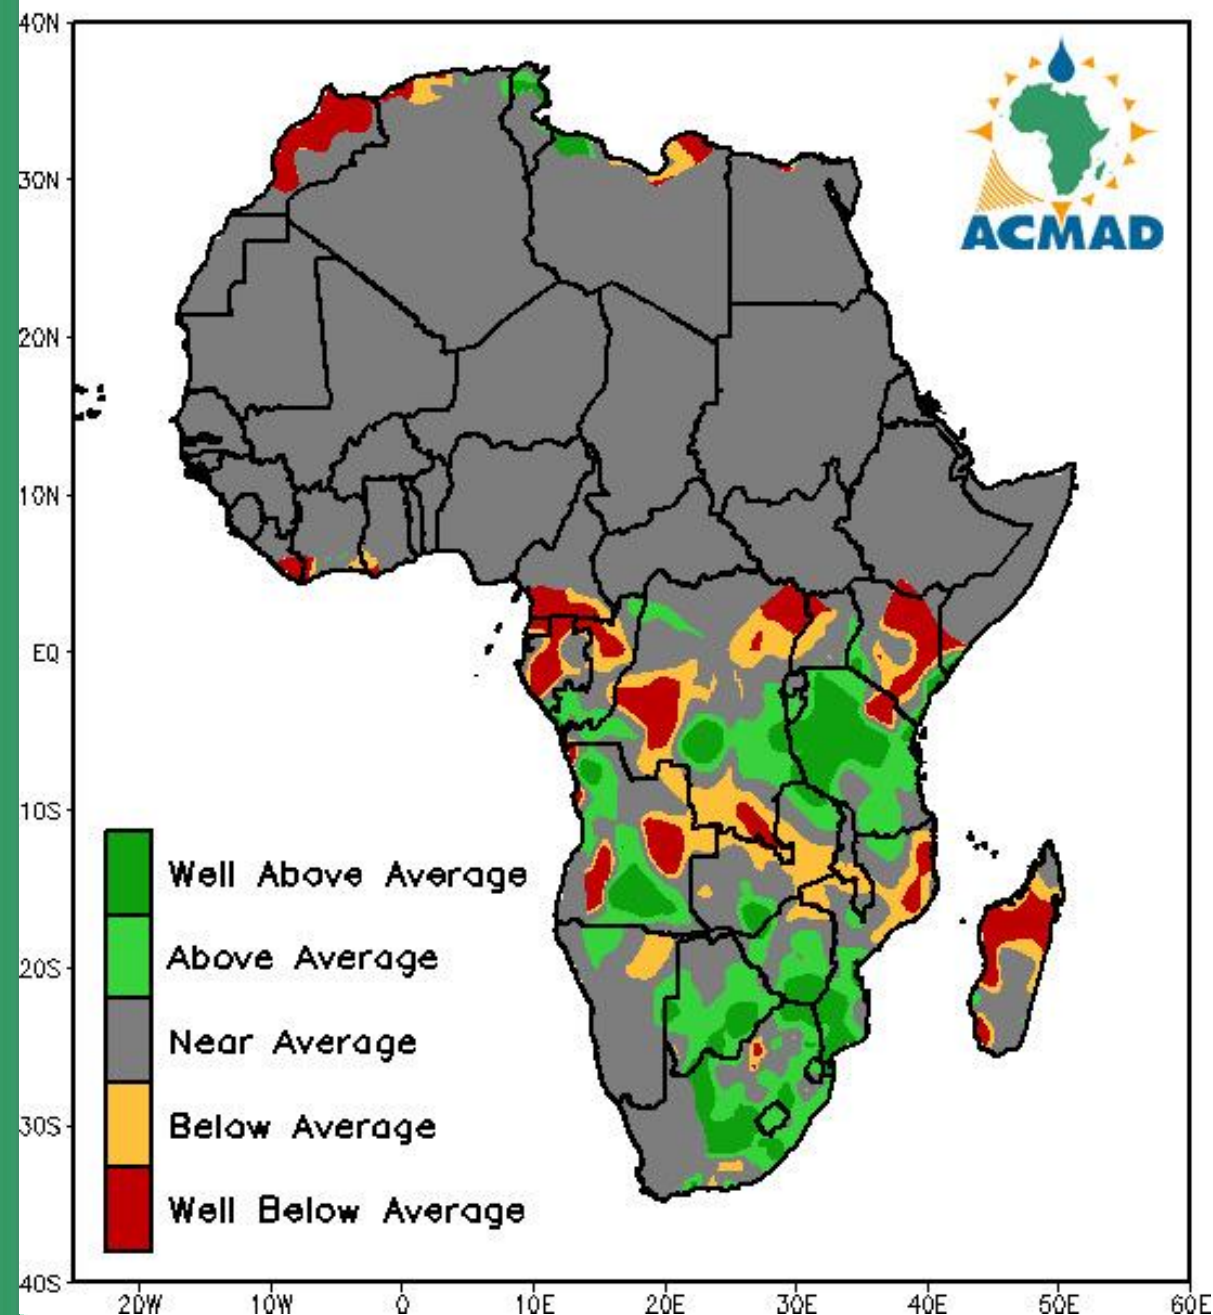 40N
30N
20N
10N
EQ
10S
20S
30S
40S
ACMAD
Well Above Average
Above Average
Near Average
Below Average
Well Below Average
20W 10W 0 10E 20E 30E 40E 50E 60E